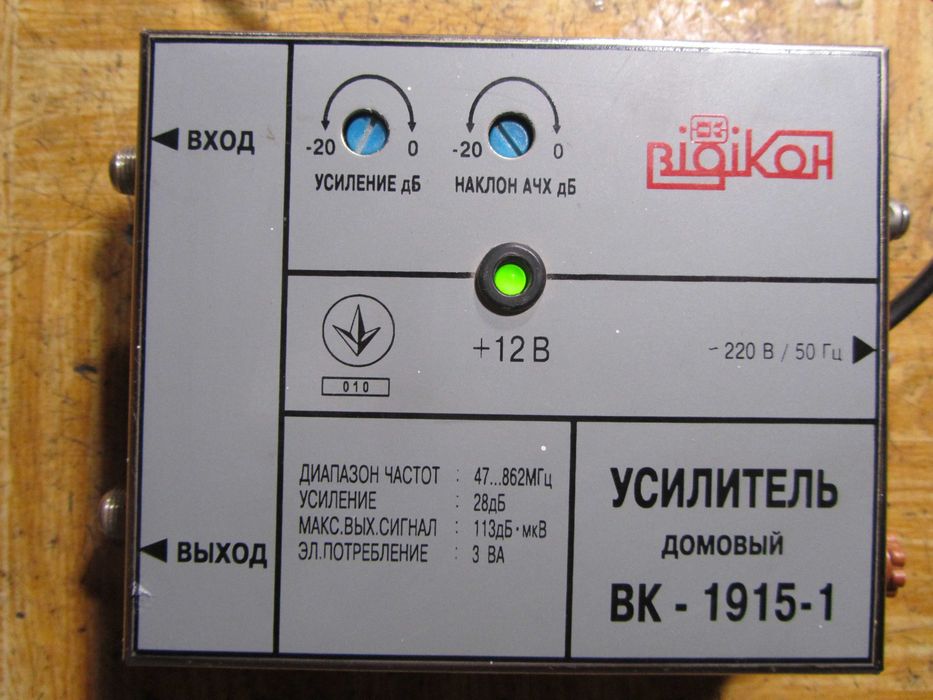 ВХОД
-20 0
УСИЛЕНИЕ дБ
-20 0
НАКЛОН АЧХ дБ
ВІДІКОН
010
+12 В
~ 220 В / 50 Гц
ДИАПАЗОН ЧАСТОТ : 47...862МГц
УСИЛЕНИЕ : 28дБ
МАКС.ВЫХ.СИГНАЛ : 113дБ·мкВ
ЭЛ.ПОТРЕБЛЕНИЕ : 3 ВА
ВЫХОД
УСИЛИТЕЛЬ
домовый
ВК - 1915-1